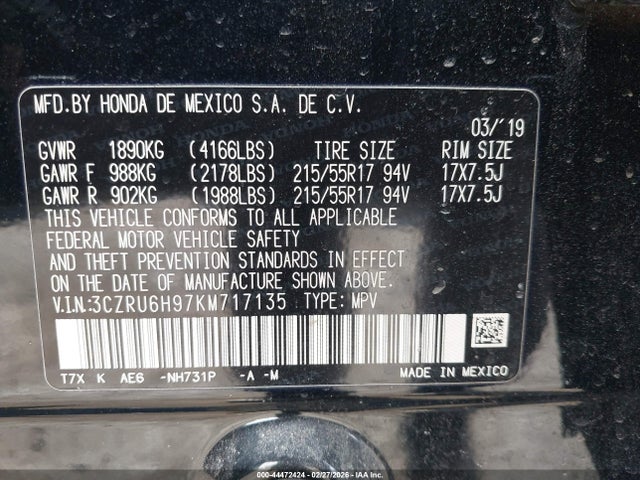 MFD.BY HONDA DE MEXICO S.A. DE C.V.
03/'19
GVWR 1890KG (4166LBS) TIRE SIZE RIM SIZE
GAWR F 988KG (2178LBS) 215/55R17 94V 17X7.5J
GAWR R 902KG (1988LBS) 215/55R17 94V 17X7.5J
THIS VEHICLE CONFORMS TO ALL APPLICABLE
FEDERAL MOTOR VEHICLE SAFETY
AND THEFT PREVENTION STANDARDS IN EFFECT
ON THE DATE OF MANUFACTURE SHOWN ABOVE.
V.I.N:3CZRU6H97KM717135 TYPE: MPV
T7X K AE6 -NH731P -A -M MADE IN MEXICO
000-44472424 | 02/27/2026 - IAA Inc.